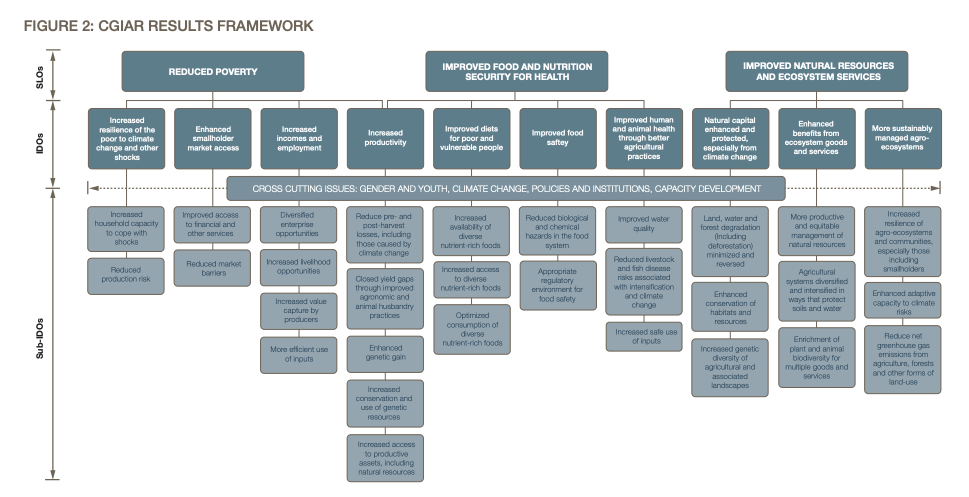 FIGURE 2: CGIAR RESULTS FRAMEWORK
SLOs
REDUCED POVERTY
IMPROVED FOOD AND NUTRITION
SECURITY FOR HEALTH
IMPROVED NATURAL RESOURCES
AND ECOSYSTEM SERVICES
IDOs
Increased
resilience of the
poor to climate
change and other
shocks
Enhanced
smallholder
market access
Increased
incomes and
employment
Increased
productivity
Improved diets
for poor and
vulnerable people
Improved food
saftey
Improved human
and animal health
through better
agricultural
practices
Natural capital
enhanced and
protected,
especially from
climate change
Enhanced
benefits from
ecosystem goods
and services
More sustainably
managed agro-
ecosystems
CROSS CUTTING ISSUES: GENDER AND YOUTH, CLIMATE CHANGE, POLICIES AND INSTITUTIONS, CAPACITY DEVELOPMENT
Sub-IDOs
Increased
household capacity
to cope with
shocks
Reduced
production risk
Improved access
to financial and
other services
Reduced market
barriers
Diversified
enterprise
opportunities
Increased livelihood
opportunities
Increased value
capture by
producers
More efficient use
of inputs
Reduce pre- and
post-harvest
losses, including
those caused by
climate change
Closed yield gaps
through improved
agronomic and
animal husbandry
practices
Enhanced
genetic gain
Increased
conservation and
use of genetic
resources
Increased access
to productive
assets, including
natural resources
Increased
availability of
diverse
nutrient-rich foods
Increased access
to diverse
nutrient-rich foods
Optimized
consumption of
diverse
nutrient-rich foods
Reduced biological
and chemical
hazards in the food
system
Appropriate
regulatory
environment for
food safety
Improved water
quality
Reduced livestock
and fish disease
risks associated
with intensification
and climate
change
Increased safe use
of inputs
Land, water and
forest degradation
(Including
deforestation)
minimized and
reversed
Enhanced
conservation of
habitats and
resources
Increased genetic
diversity of
agricultural and
associated
landscapes
More productive
and equitable
management of
natural resources
Agricultural
systems diversified
and intensified in
ways that protect
soils and water
Enrichment of
plant and animal
biodiversity for
multiple goods and
services
Increased
resilience of
agro-ecosystems
and communities,
especially those
including
smallholders
Enhanced adaptive
capacity to climate
risks
Reduce net
greenhouse gas
emissions from
agriculture, forests
and other forms of
land-use